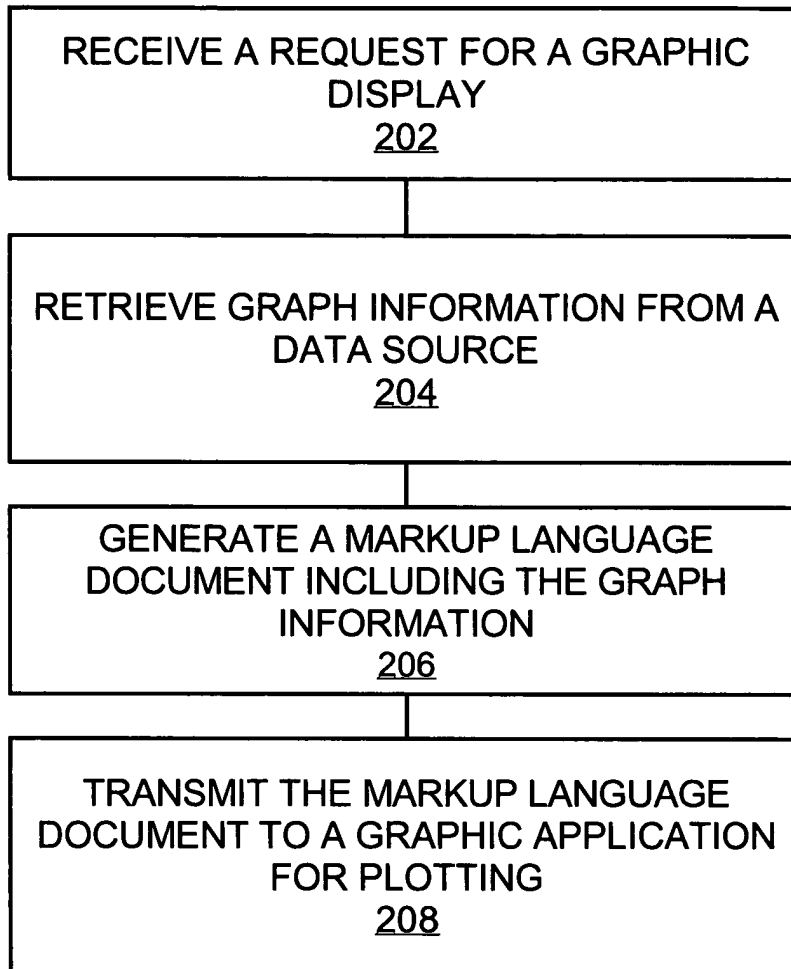 RECEIVE A REQUEST FOR A GRAPHIC
DISPLAY
202
RETRIEVE GRAPH INFORMATION FROM A
DATA SOURCE
204
GENERATE A MARKUP LANGUAGE
DOCUMENT INCLUDING THE GRAPH
INFORMATION
206
TRANSMIT THE MARKUP LANGUAGE
DOCUMENT TO A GRAPHIC APPLICATION
FOR PLOTTING
208